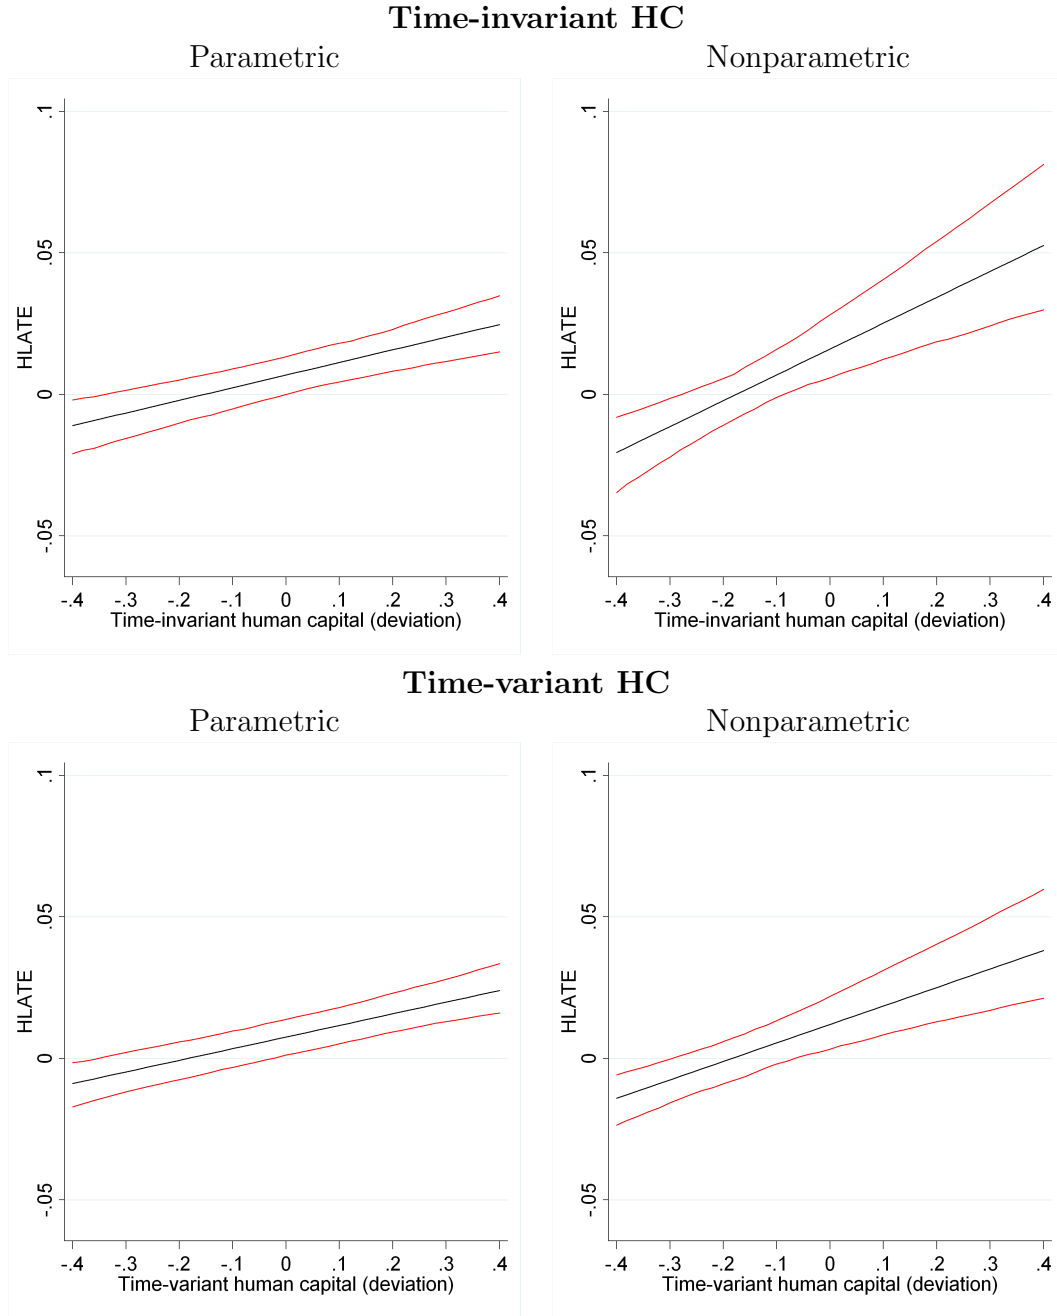 Time-invariant HC
Parametric
Nonparametric
.1
.05
0
-.05
HLATE
-.4 -.3 -.2 -.1 0 .1 .2 .3 .4
Time-invariant human capital (deviation)
.1
.05
0
-.05
HLATE
-.4 -.3 -.2 -.1 0 .1 .2 .3 .4
Time-invariant human capital (deviation)
Time-variant HC
Parametric
Nonparametric
.1
.05
0
-.05
HLATE
-.4 -.3 -.2 -.1 0 .1 .2 .3 .4
Time-variant human capital (deviation)
.1
.05
0
-.05
HLATE
-.4 -.3 -.2 -.1 0 .1 .2 .3 .4
Time-variant human capital (deviation)